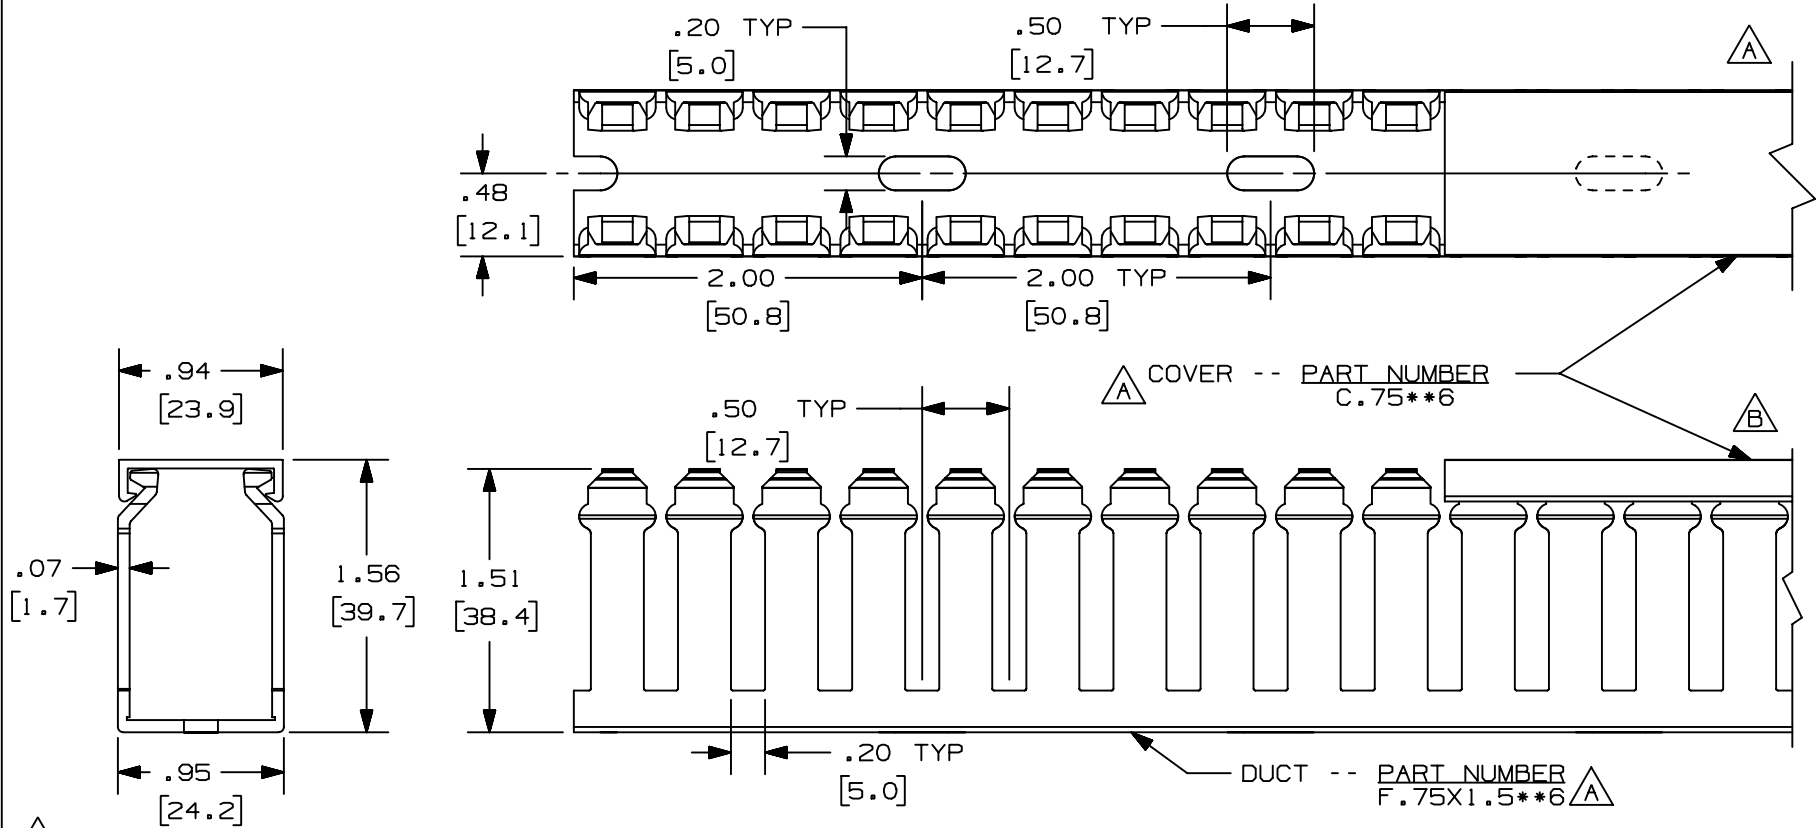 .20 TYP
[5.0]
.50 TYP
[12.7]
A
.48
[12.1]
2.00
[50.8]
2.00 TYP
[50.8]
A COVER -- PART NUMBER
C.75**6
B
.94
[23.9]
.50 TYP
[12.7]
.07
[1.7]
1.56
[39.7]
1.51
[38.4]
.95
[24.2]
.20 TYP
[5.0]
DUCT -- PART NUMBER
F.75X1.5**6 A